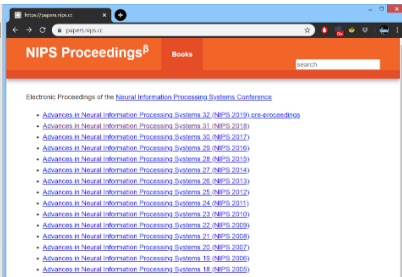 https://papers.nips.cc
papers.nips.cc
NIPS Proceedingsβ
Books
search
Electronic Proceedings of the Neural Information Processing Systems Conference
Advances in Neural Information Processing Systems 32 (NIPS 2019) pre-proceedings
Advances in Neural Information Processing Systems 31 (NIPS 2018)
Advances in Neural Information Processing Systems 30 (NIPS 2017)
Advances in Neural Information Processing Systems 29 (NIPS 2016)
Advances in Neural Information Processing Systems 28 (NIPS 2015)
Advances in Neural Information Processing Systems 27 (NIPS 2014)
Advances in Neural Information Processing Systems 26 (NIPS 2013)
Advances in Neural Information Processing Systems 25 (NIPS 2012)
Advances in Neural Information Processing Systems 24 (NIPS 2011)
Advances in Neural Information Processing Systems 23 (NIPS 2010)
Advances in Neural Information Processing Systems 22 (NIPS 2009)
Advances in Neural Information Processing Systems 21 (NIPS 2008)
Advances in Neural Information Processing Systems 20 (NIPS 2007)
Advances in Neural Information Processing Systems 19 (NIPS 2006)
Advances in Neural Information Processing Systems 18 (NIPS 2005)